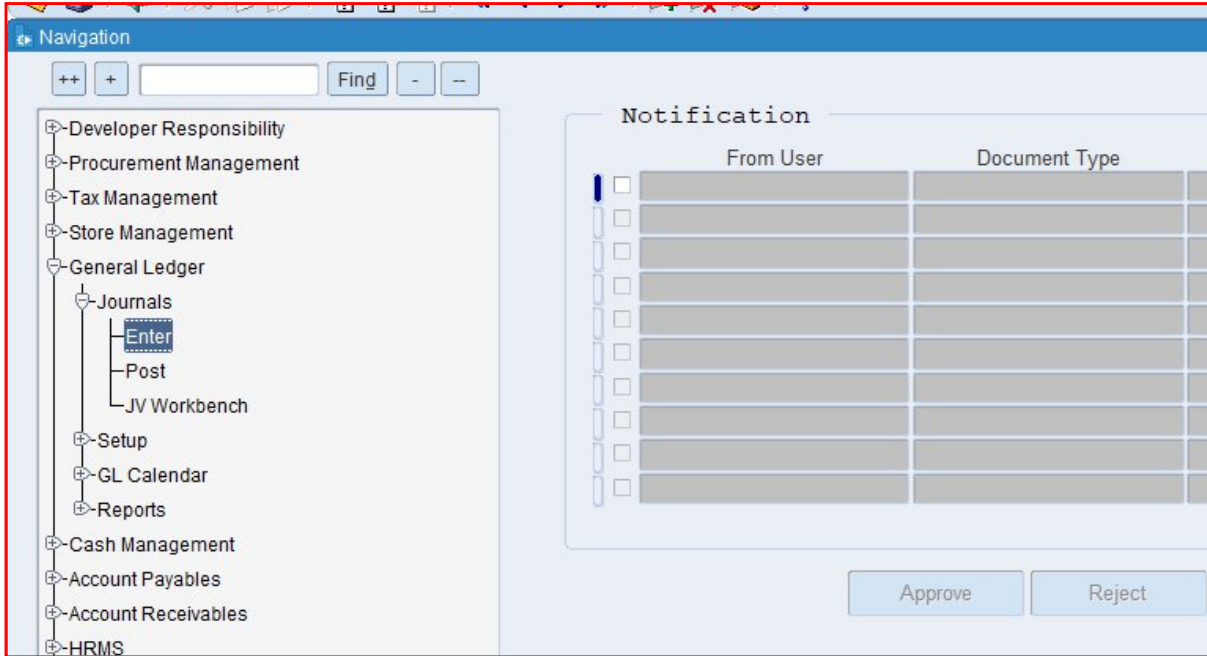 Navigation
++ + Find - --
Developer Responsibility
Procurement Management
Tax Management
Store Management
General Ledger
Journals
Enter
Post
JV Workbench
Setup
GL Calendar
Reports
Cash Management
Account Payables
Account Receivables
HRMS
Notification
From User Document Type
Approve Reject